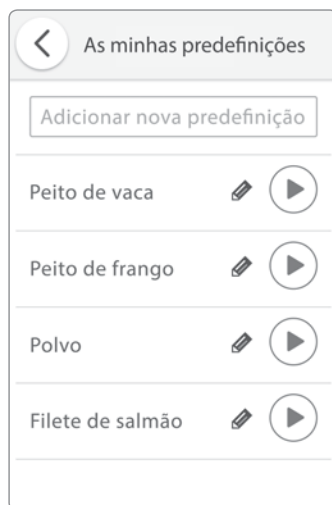 As minhas predefinições
Adicionar nova predefinição
Peito de vaca
Peito de frango
Polvo
Filete de salmão